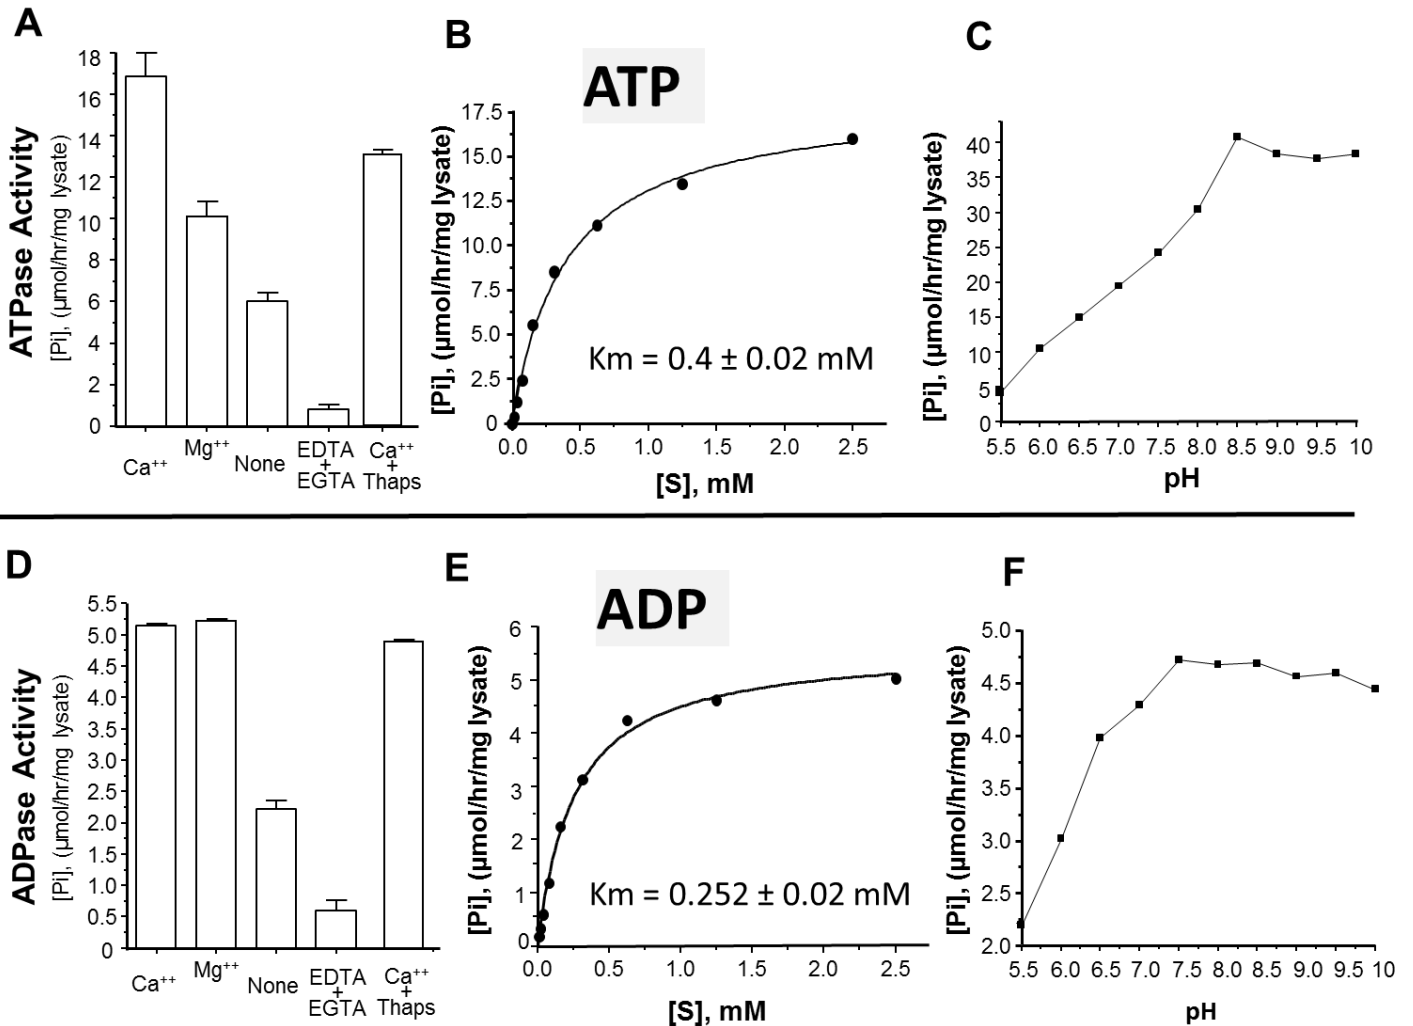 A
ATPase Activity
[Pi], (µmol/hr/mg lysate)
18
16
14
12
10
8
6
4
2
0
Ca++
Mg++
None
EDTA
+
EGTA
Ca++
+
Thaps
B
ATP
[Pi], (µmol/hr/mg lysate)
17.5
15.0
12.5
10.0
7.5
5.0
2.5
0
Km = 0.4 ± 0.02 mM
0.0 0.5 1.0 1.5 2.0 2.5
[S], mM
C
[Pi], (µmol/hr/mg lysate)
40
35
30
25
20
15
10
5
0
5.5 6.0 6.5 7.0 7.5 8.0 8.5 9.0 9.5 10
pH
D
ADPase Activity
[Pi], (µmol/hr/mg lysate)
5.5
5.0
4.5
4.0
3.5
3.0
2.5
2.0
1.5
1.0
0.5
0
Ca++
Mg++
None
EDTA
+
EGTA
Ca++
+
Thaps
E
ADP
[Pi], (µmol/hr/mg lysate)
6
5
4
3
2
1
0
Km = 0.252 ± 0.02 mM
0.0 0.5 1.0 1.5 2.0 2.5
[S], mM
F
[Pi], (µmol/hr/mg lysate)
5.0
4.5
4.0
3.5
3.0
2.5
2.0
5.5 6.0 6.5 7.0 7.5 8.0 8.5 9.0 9.5 10
pH